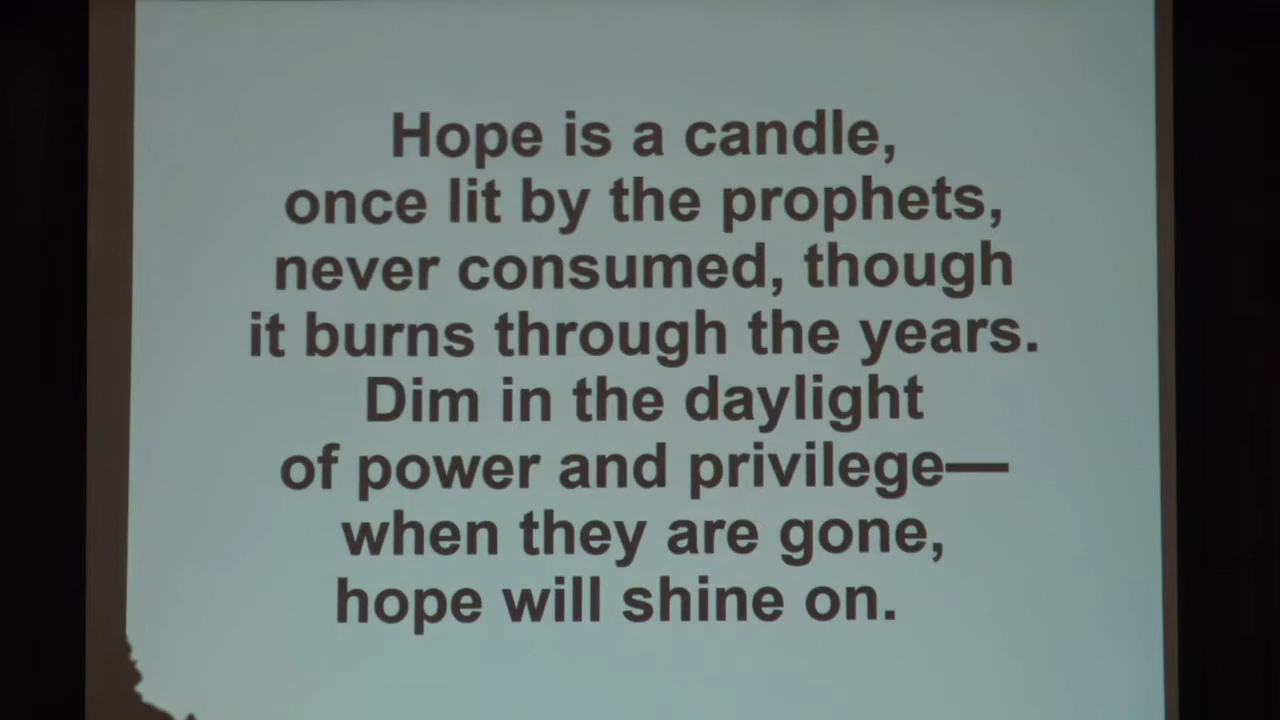 Hope is a candle,
once lit by the prophets,
never consumed, though
it burns through the years.
Dim in the daylight
of power and privilege—
when they are gone,
hope will shine on.